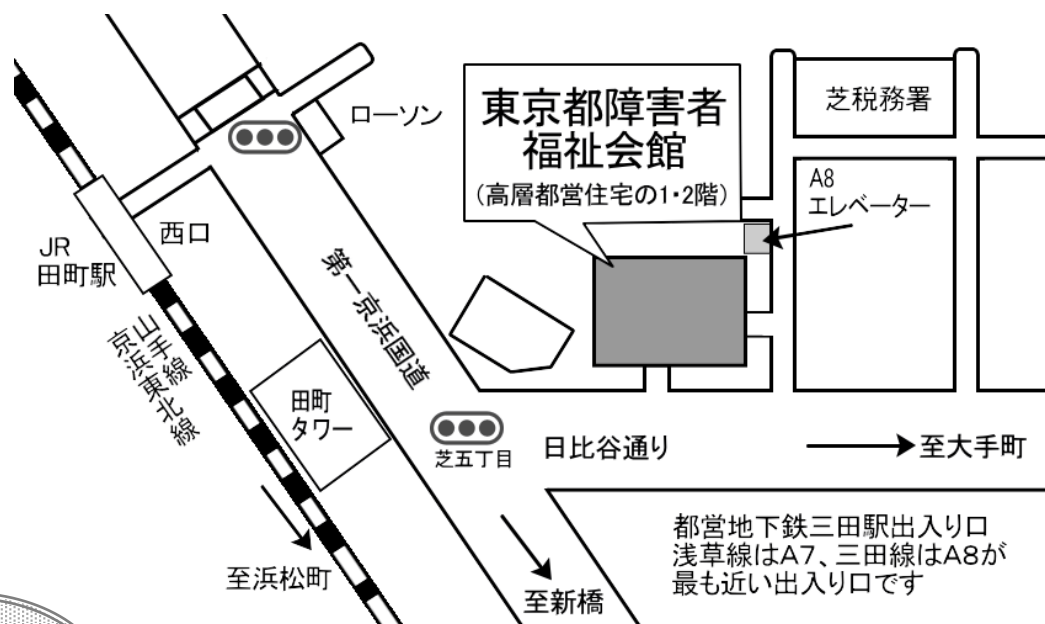 ローソン
東京都障害者
福祉会館
(高層都営住宅の1・2階)
芝税務署
A8
エレベーター
西口
JR
田町駅
第一京浜国道
山手線
京浜東北線
田町
タワー
芝五丁目
日比谷通り
至大手町
都営地下鉄三田駅出入り口
浅草線はA7、三田線はA8が
最も近い出入り口です
至浜松町
至新橋